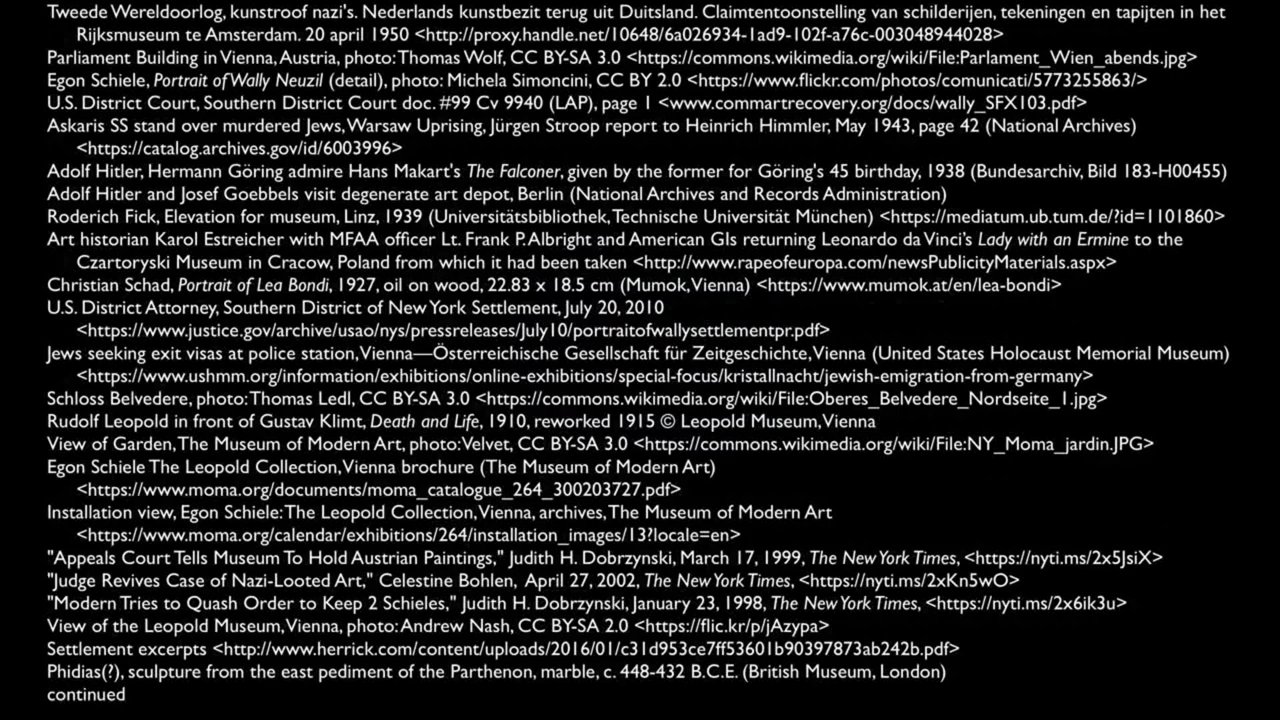 Tweede Wereldoorlog, kunstroof nazi's. Nederlands kunstbezit terug uit Duitsland. Claimtentoonstelling van schilderijen, tekeningen en tapijten in het
Rijksmuseum te Amsterdam. 20 april 1950 <http://proxy.handle.net/10648/6a026934-1ad9-102f-a76c-003048944028>
Parliament Building in Vienna, Austria, photo: Thomas Wolf, CC BY-SA 3.0 <https://commons.wikimedia.org/wiki/File:Parlament_Wien_abends.jpg>
Egon Schiele, Portrait of Wally Neuzil (detail), photo: Michela Simoncini, CC BY 2.0 <https://www.flickr.com/photos/comunicati/5773255863/>
U.S. District Court, Southern District Court doc. #99 Cv 9940 (LAP), page 1 <www.commartrecovery.org/docs/wally_SFX103.pdf>
Askaris SS stand over murdered Jews, Warsaw Uprising, Jürgen Stroop report to Heinrich Himmler, May 1943, page 42 (National Archives)
<https://catalog.archives.gov/id/6003996>
Adolf Hitler, Hermann Göring admire Hans Makart's The Falconer, given by the former for Göring's 45 birthday, 1938 (Bundesarchiv, Bild 183-H00455)
Adolf Hitler and Josef Goebbels visit degenerate art depot, Berlin (National Archives and Records Administration)
Roderich Fick, Elevation for museum, Linz, 1939 (Universitätsbibliothek, Technische Universität München) <https://mediatum.ub.tum.de/?id=1101860>
Art historian Karol Estreicher with MFAA officer Lt. Frank P. Albright and American GIs returning Leonardo da Vinci's Lady with an Ermine to the
Czartoryski Museum in Cracow, Poland from which it had been taken <http://www.rapeofeuropa.com/newsPublicityMaterials.aspx>
Christian Schad, Portrait of Lea Bondi, 1927, oil on wood, 22.83 x 18.5 cm (Mumok, Vienna) <https://www.mumok.at/en/lea-bondi>
U.S. District Attorney, Southern District of New York Settlement, July 20, 2010
<https://www.justice.gov/archive/usao/nys/pressreleases/July10/portraitofwallysettlementpr.pdf>
Jews seeking exit visas at police station, Vienna—Österreichische Gesellschaft für Zeitgeschichte, Vienna (United States Holocaust Memorial Museum)
<https://www.ushmm.org/information/exhibitions/online-exhibitions/special-focus/kristallnacht/jewish-emigration-from-germany>
Schloss Belvedere, photo: Thomas Ledl, CC BY-SA 3.0 <https://commons.wikimedia.org/wiki/File:Oberes_Belvedere_Nordseite_1.jpg>
Rudolf Leopold in front of Gustav Klimt, Death and Life, 1910, reworked 1915 © Leopold Museum, Vienna
View of Garden, The Museum of Modern Art, photo: Velvet, CC BY-SA 3.0 <https://commons.wikimedia.org/wiki/File:NY_Moma_jardin.JPG>
Egon Schiele The Leopold Collection, Vienna brochure (The Museum of Modern Art)
<https://www.moma.org/documents/moma_catalogue_264_300203727.pdf>
Installation view, Egon Schiele: The Leopold Collection, Vienna, archives, The Museum of Modern Art
<https://www.moma.org/calendar/exhibitions/264/installation_images/13?locale=en>
"Appeals Court Tells Museum To Hold Austrian Paintings," Judith H. Dobrzynski, March 17, 1999, The New York Times, <https://nyti.ms/2x5JsiX>
"Judge Revives Case of Nazi-Looted Art," Celestine Bohlen, April 27, 2002, The New York Times, <https://nyti.ms/2xKn5wO>
"Modern Tries to Quash Order to Keep 2 Schieles," Judith H. Dobrzynski, January 23, 1998, The New York Times, <https://nyti.ms/2x6ik3u>
View of the Leopold Museum, Vienna, photo: Andrew Nash, CC BY-SA 2.0 <https://flic.kr/p/jAzypa>
Settlement excerpts <http://www.herrick.com/content/uploads/2016/01/c31d953ce7ff53601b90397873ab242b.pdf>
Phidias(?), sculpture from the east pediment of the Parthenon, marble, c. 448-432 B.C.E. (British Museum, London)
continued